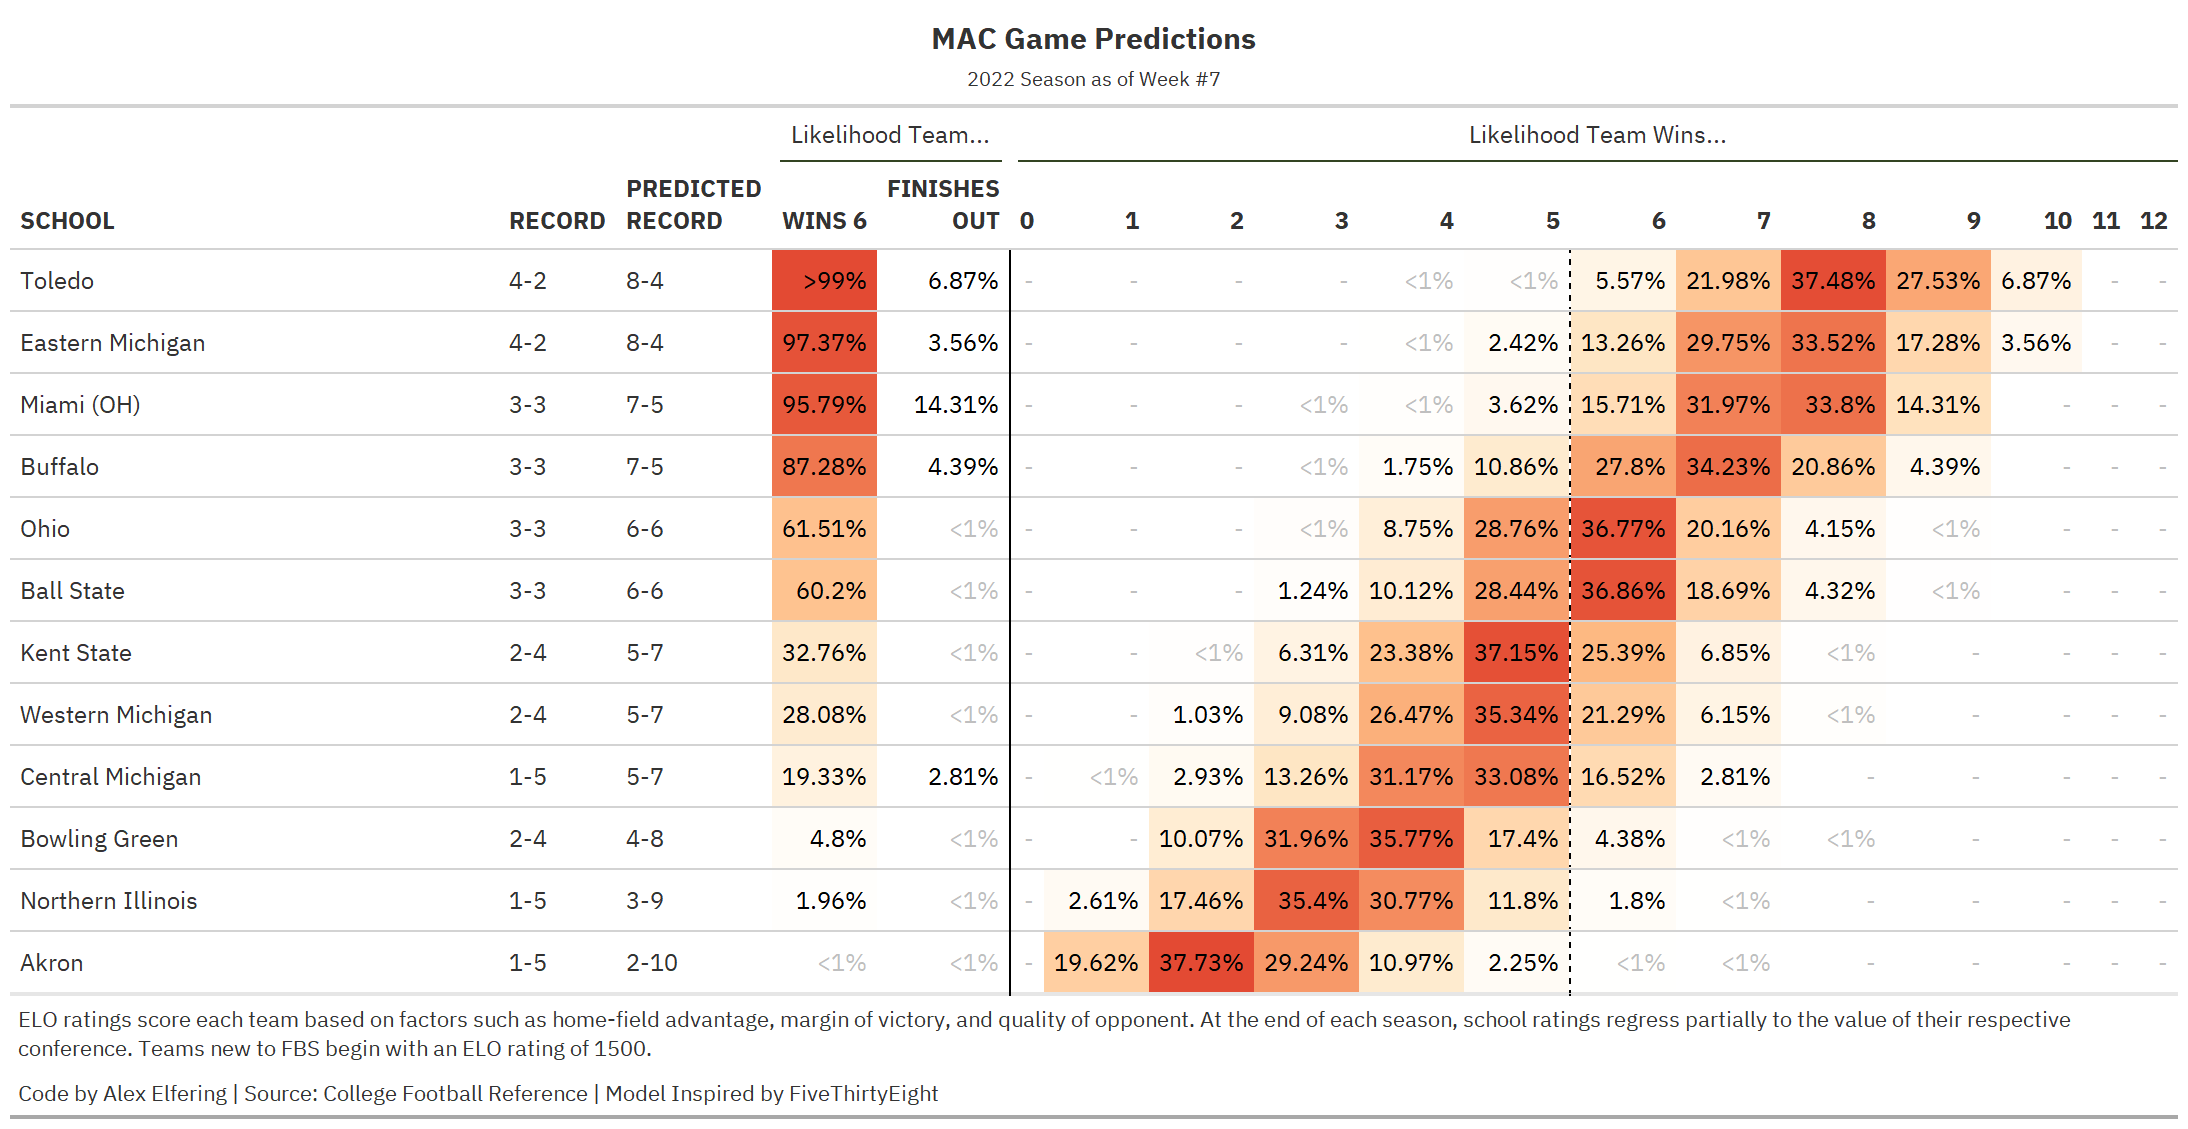 MAC Game Predictions
2022 Season as of Week #7
Likelihood Team... Likelihood Team Wins...
PREDICTED FINISHES
SCHOOL RECORD RECORD WINS 6 OUT 0 1 2 3 4 5 6 7 8 9 10 11 12
Toledo 4-2 8-4 >99% 6.87% - - - - <1% <1% 5.57% 21.98% 37.48% 27.53% 6.87% - -
Eastern Michigan 4-2 8-4 97.37% 3.56% - - - - <1% 2.42% 13.26% 29.75% 33.52% 17.28% 3.56% - -
Miami (OH) 3-3 7-5 95.79% 14.31% - - - <1% <1% 3.62% 15.71% 31.97% 33.8% 14.31% - - -
Buffalo 3-3 7-5 87.28% 4.39% - - - <1% 1.75% 10.86% 27.8% 34.23% 20.86% 4.39% - - -
Ohio 3-3 6-6 61.51% <1% - - - <1% 8.75% 28.76% 36.77% 20.16% 4.15% <1% - - -
Ball State 3-3 6-6 60.2% <1% - - - 1.24% 10.12% 28.44% 36.86% 18.69% 4.32% <1% - - -
Kent State 2-4 5-7 32.76% <1% - - <1% 6.31% 23.38% 37.15% 25.39% 6.85% <1% - - - -
Western Michigan 2-4 5-7 28.08% <1% - - 1.03% 9.08% 26.47% 35.34% 21.29% 6.15% <1% - - - -
Central Michigan 1-5 5-7 19.33% 2.81% - <1% 2.93% 13.26% 31.17% 33.08% 16.52% 2.81% - - - - -
Bowling Green 2-4 4-8 4.8% <1% - - 10.07% 31.96% 35.77% 17.4% 4.38% <1% <1% - - - -
Northern Illinois 1-5 3-9 1.96% <1% - 2.61% 17.46% 35.4% 30.77% 11.8% 1.8% <1% - - - - -
Akron 1-5 2-10 <1% <1% - 19.62% 37.73% 29.24% 10.97% 2.25% <1% <1% - - - - -
ELO ratings score each team based on factors such as home-field advantage, margin of victory, and quality of opponent. At the end of each season, school ratings regress partially to the value of their respective
conference. Teams new to FBS begin with an ELO rating of 1500.
Code by Alex Elfering | Source: College Football Reference | Model Inspired by FiveThirtyEight